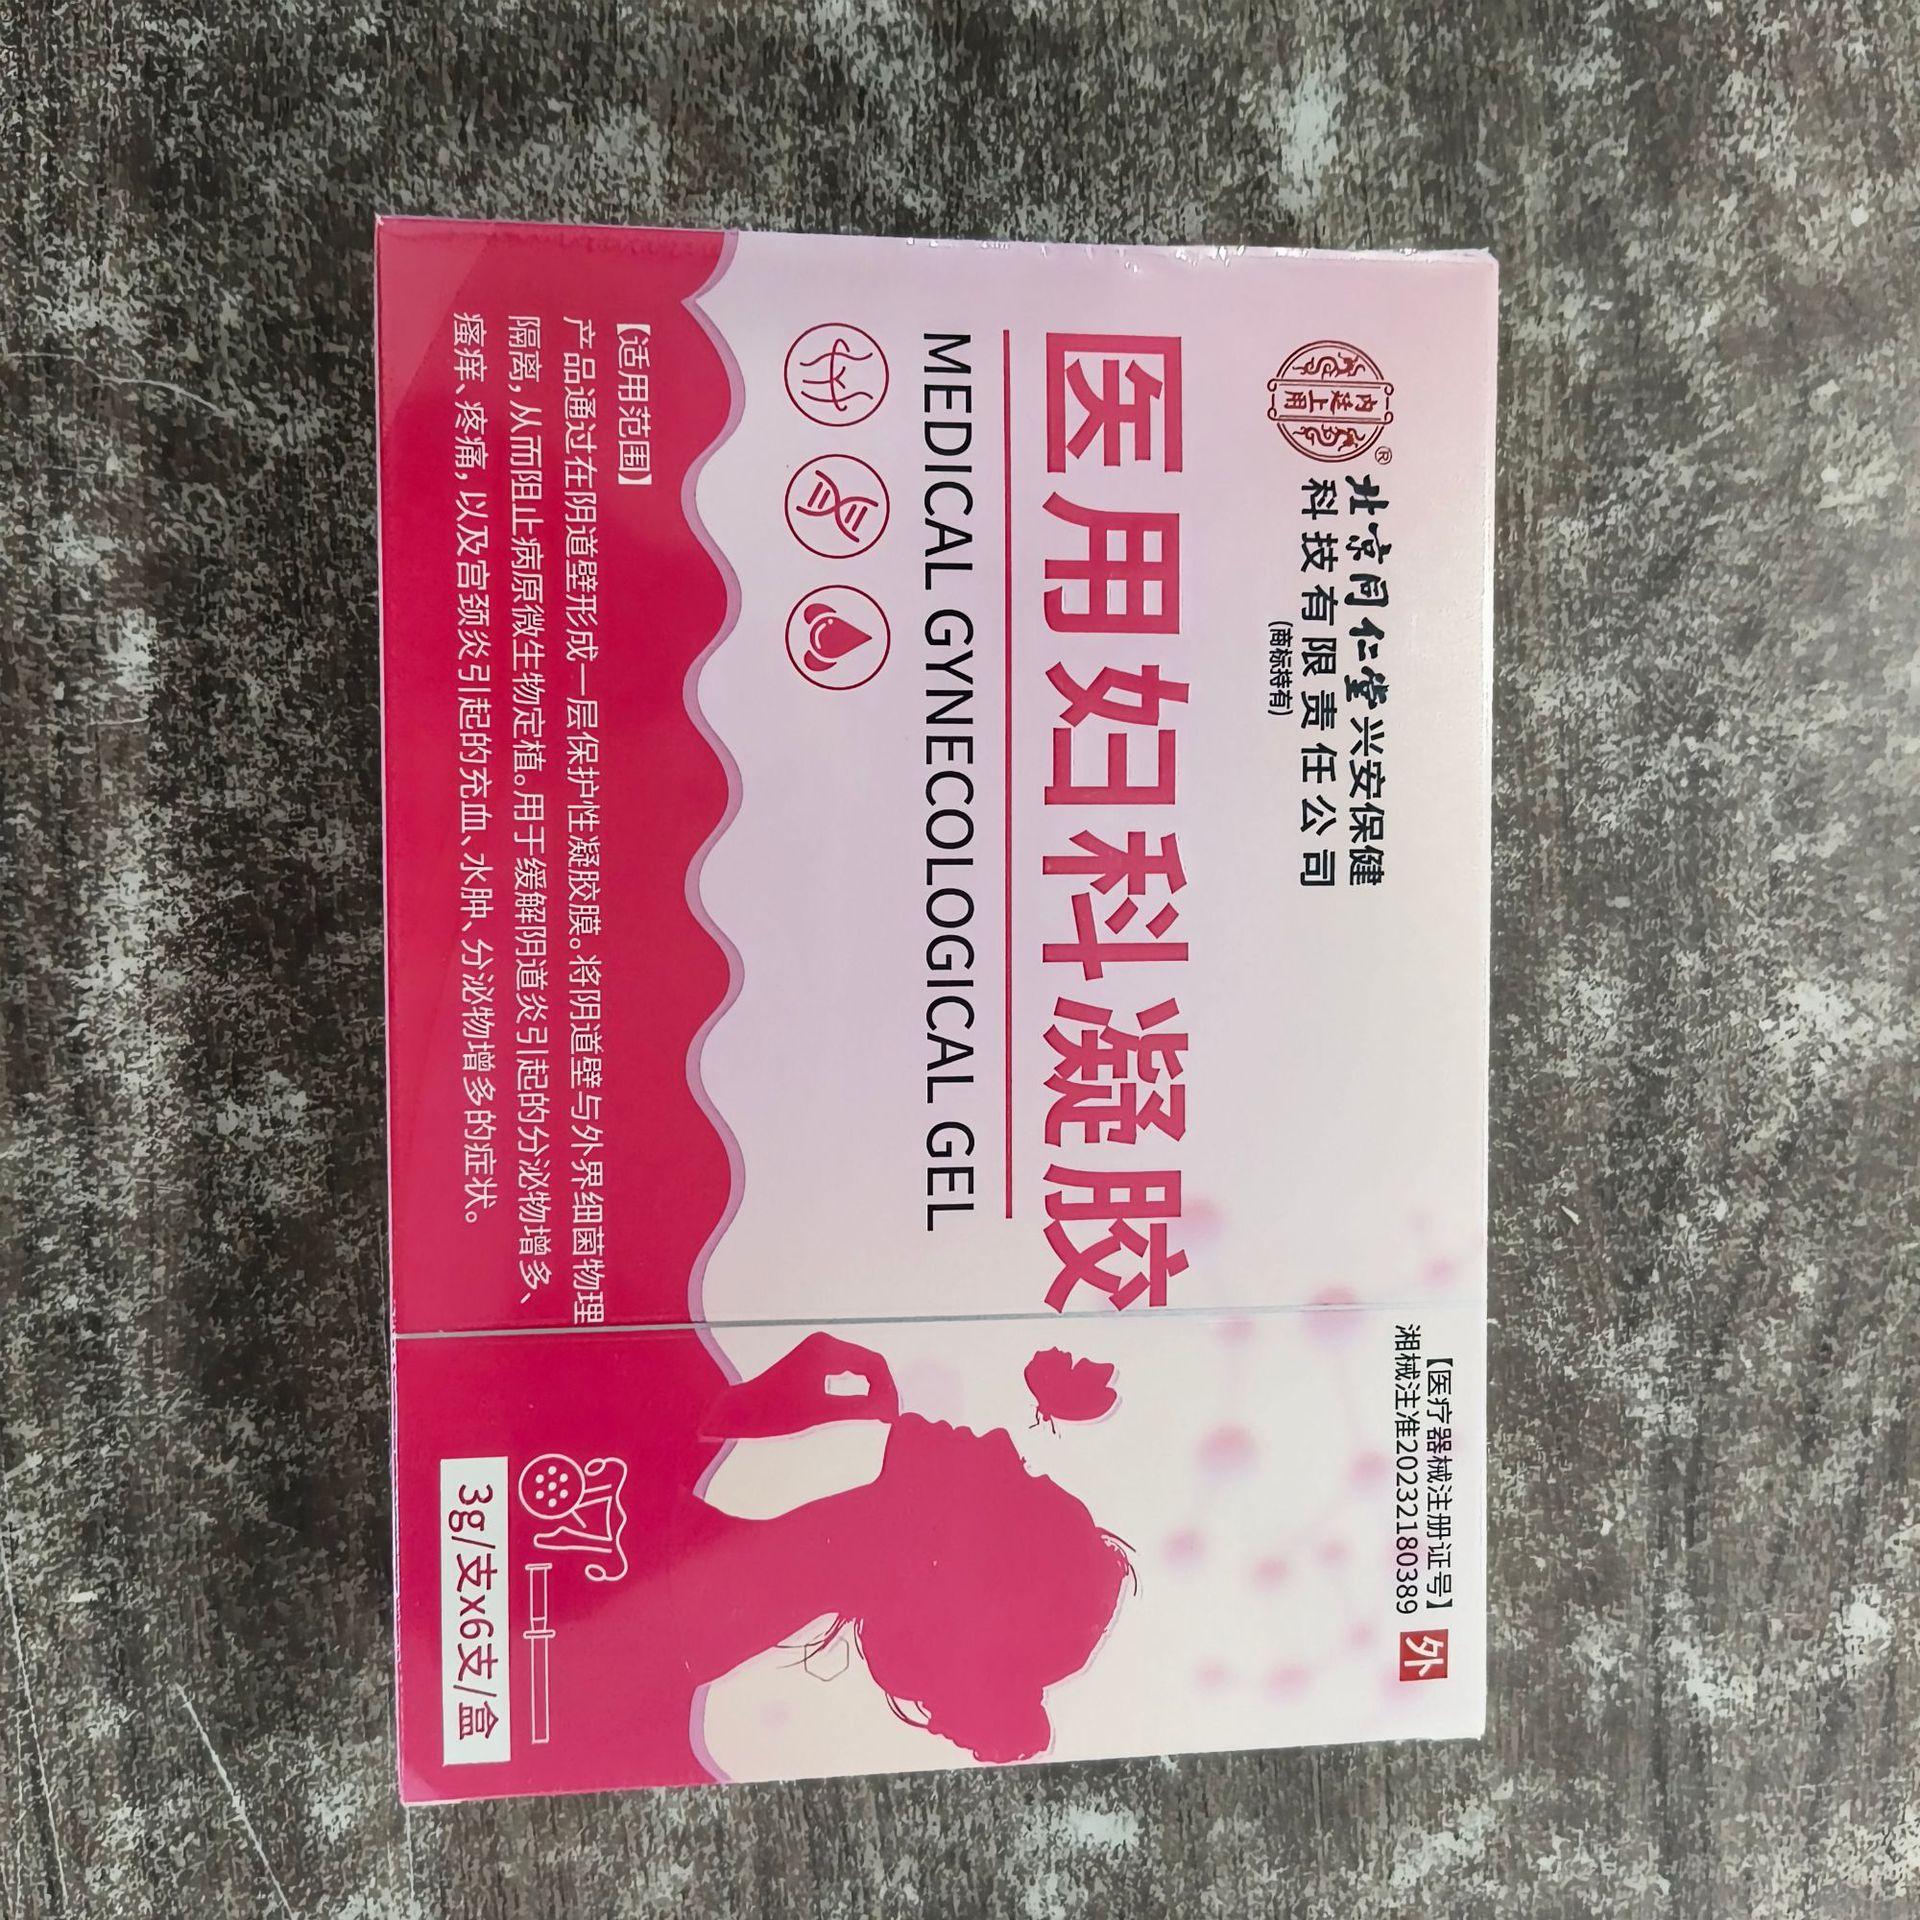 内廷上用
®
北京同仁堂兴安保健
科技有限责任公司
(商标持有)
【医疗器械注册证号】
湘械注准20232180389
外
医用妇科凝胶
MEDICAL GYNECOLOGICAL GEL
【适用范围】
产品通过在阴道壁形成一层保护性凝胶膜。将阴道壁与外界细菌物理
隔离,从而阻止病原微生物定植。用于缓解阴道炎引起的分泌物增多、
瘙痒、疼痛,以及宫颈炎引起的充血、水肿、分泌物增多的症状。
3g/支x6支/盒